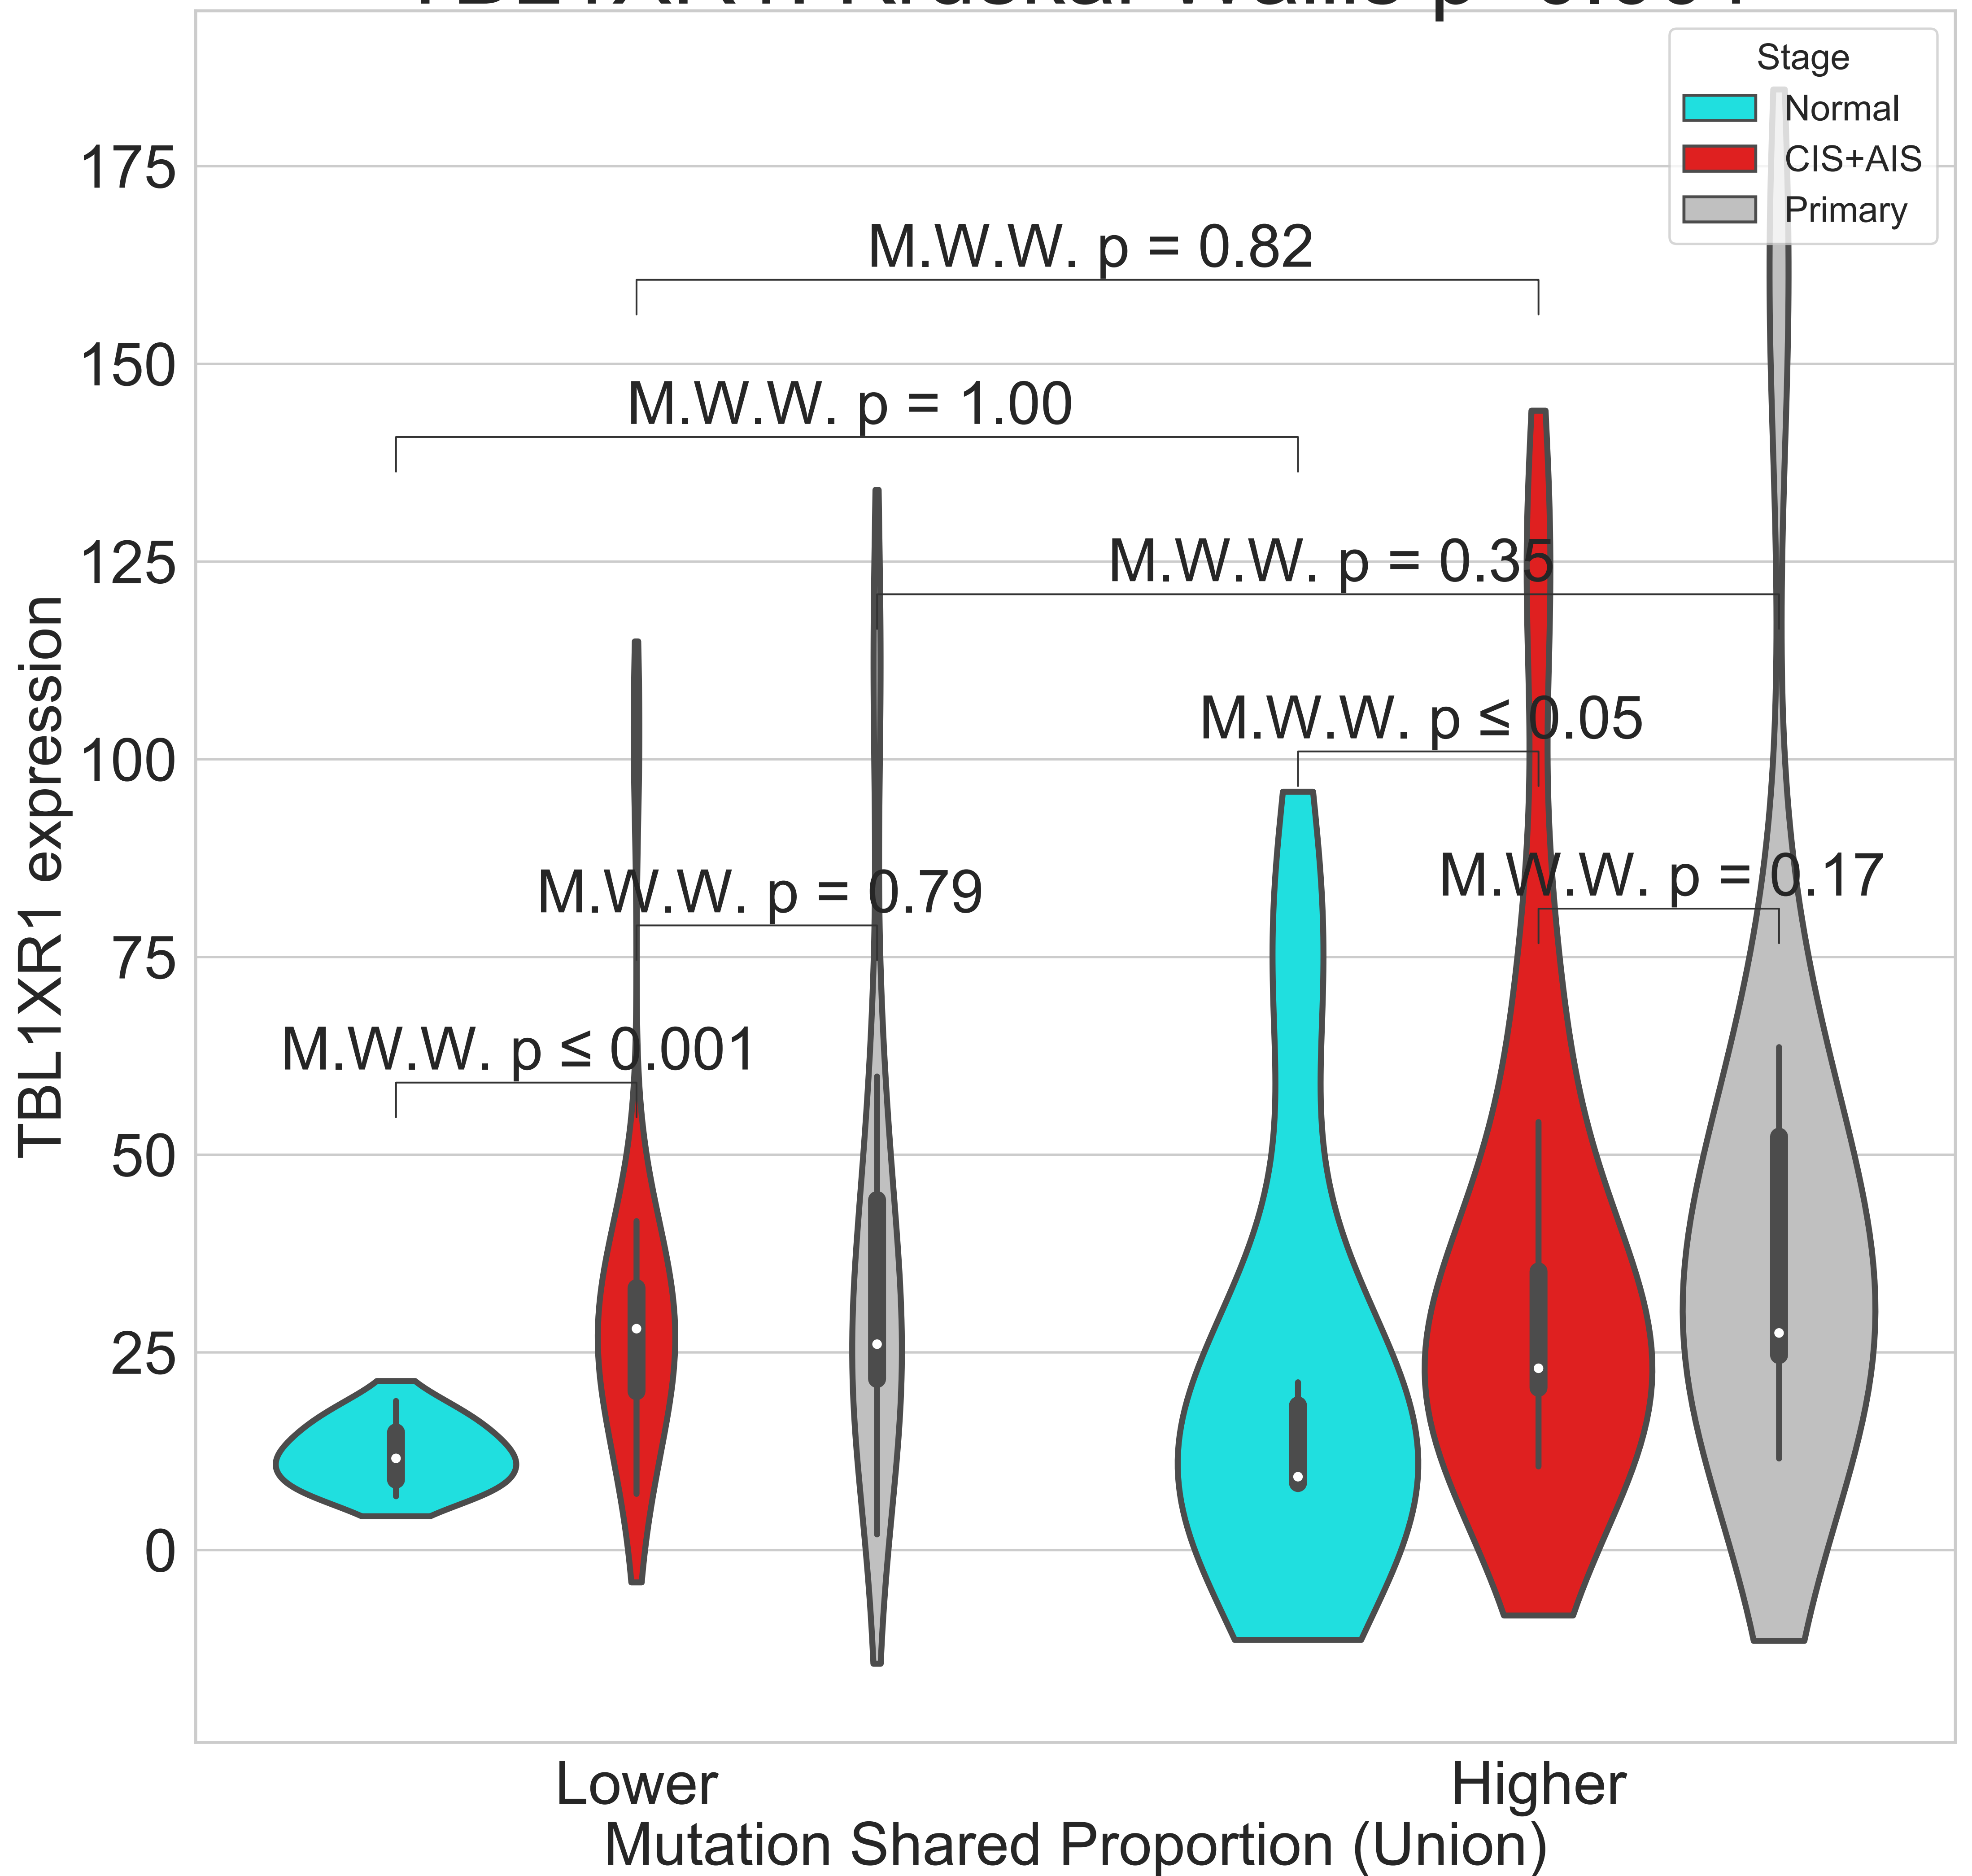 Stage
Normal
CIS+AIS
Primary
175
150
125
100
75
50
25
0
TBL1XR1 expression
M.W.W. p = 0.82
M.W.W. p = 1.00
M.W.W. p = 0.35
M.W.W. p ≤ 0.05
M.W.W. p = 0.79
M.W.W. p = 0.17
M.W.W. p ≤ 0.001
Lower
Higher
Mutation Shared Proportion (Union)